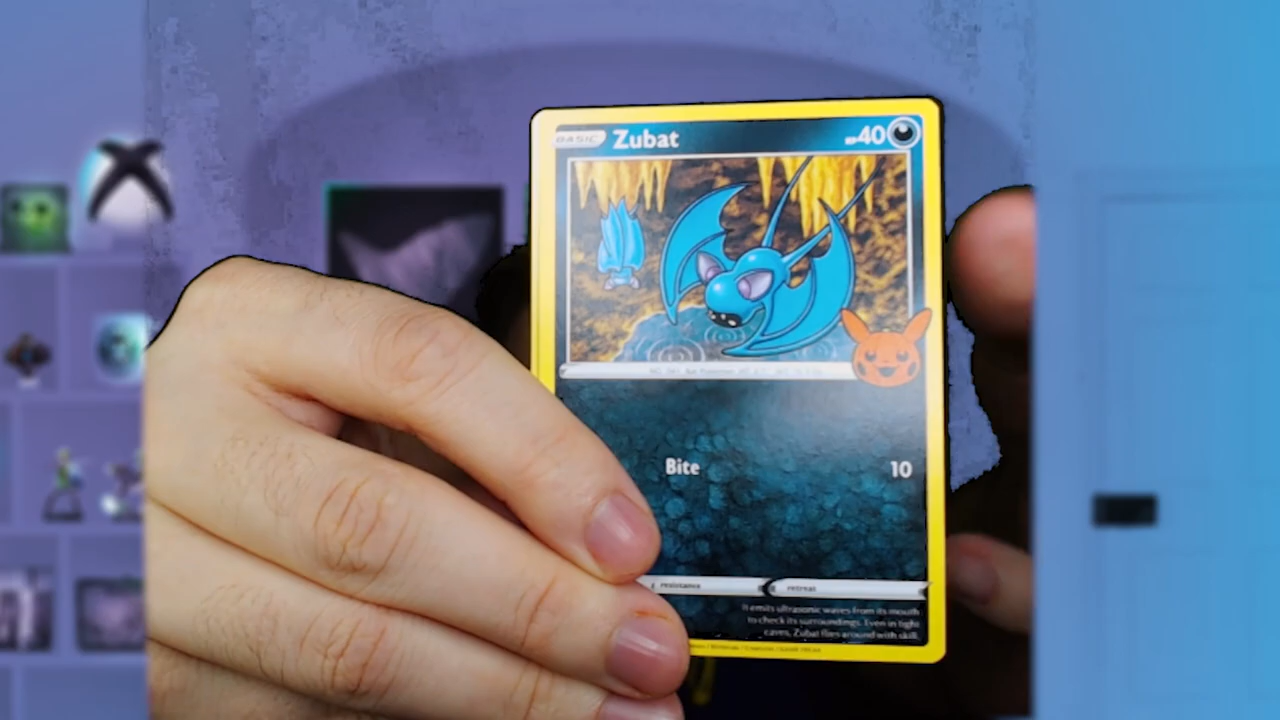 BASIC Zubat HP 40
Bite 10
resistance retreat
It emits ultrasonic waves from its mouth
to check its surroundings. Even in tight
caves, Zubat flies around with skill.